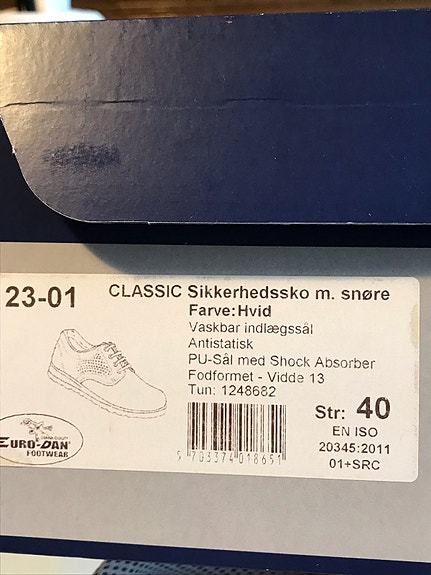 23-01
CLASSIC Sikkerhedssko m. snøre
Farve:Hvid
Vaskbar indlægssål
Antistatisk
PU-Sål med Shock Absorber
Fodformet - Vidde 13
Tun: 1248682
5 703374 018651
Str: 40
EN ISO
20345:2011
01+SRC
EURO-DAN
FOOTWEAR